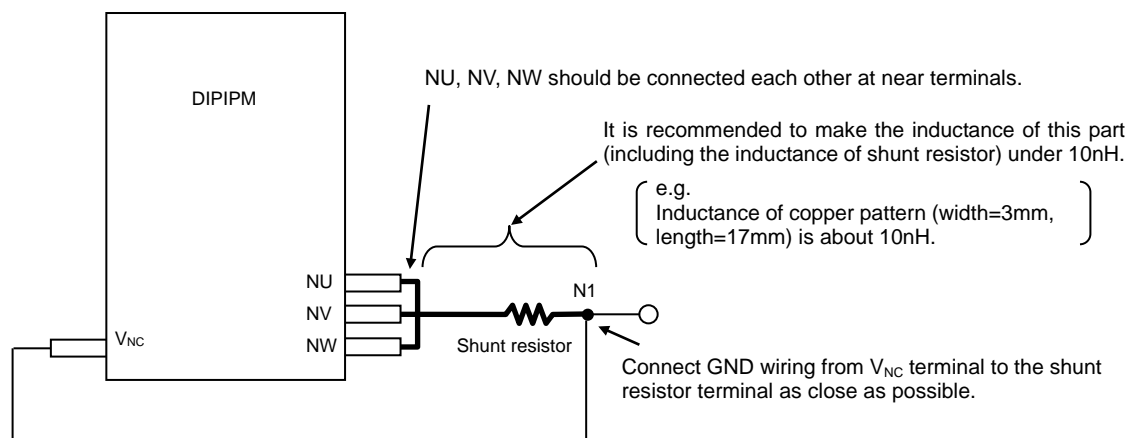 NU, NV, NW should be connected each other at near terminals.
DIPIPM
It is recommended to make the inductance of this part
(including the inductance of shunt resistor) under 10nH.
e.g.
Inductance of copper pattern (width=3mm,
length=17mm) is about 10nH.
NU
N1
NV
VNC
NW
Shunt resistor
Connect GND wiring from VNC terminal to the shunt
resistor terminal as close as possible.